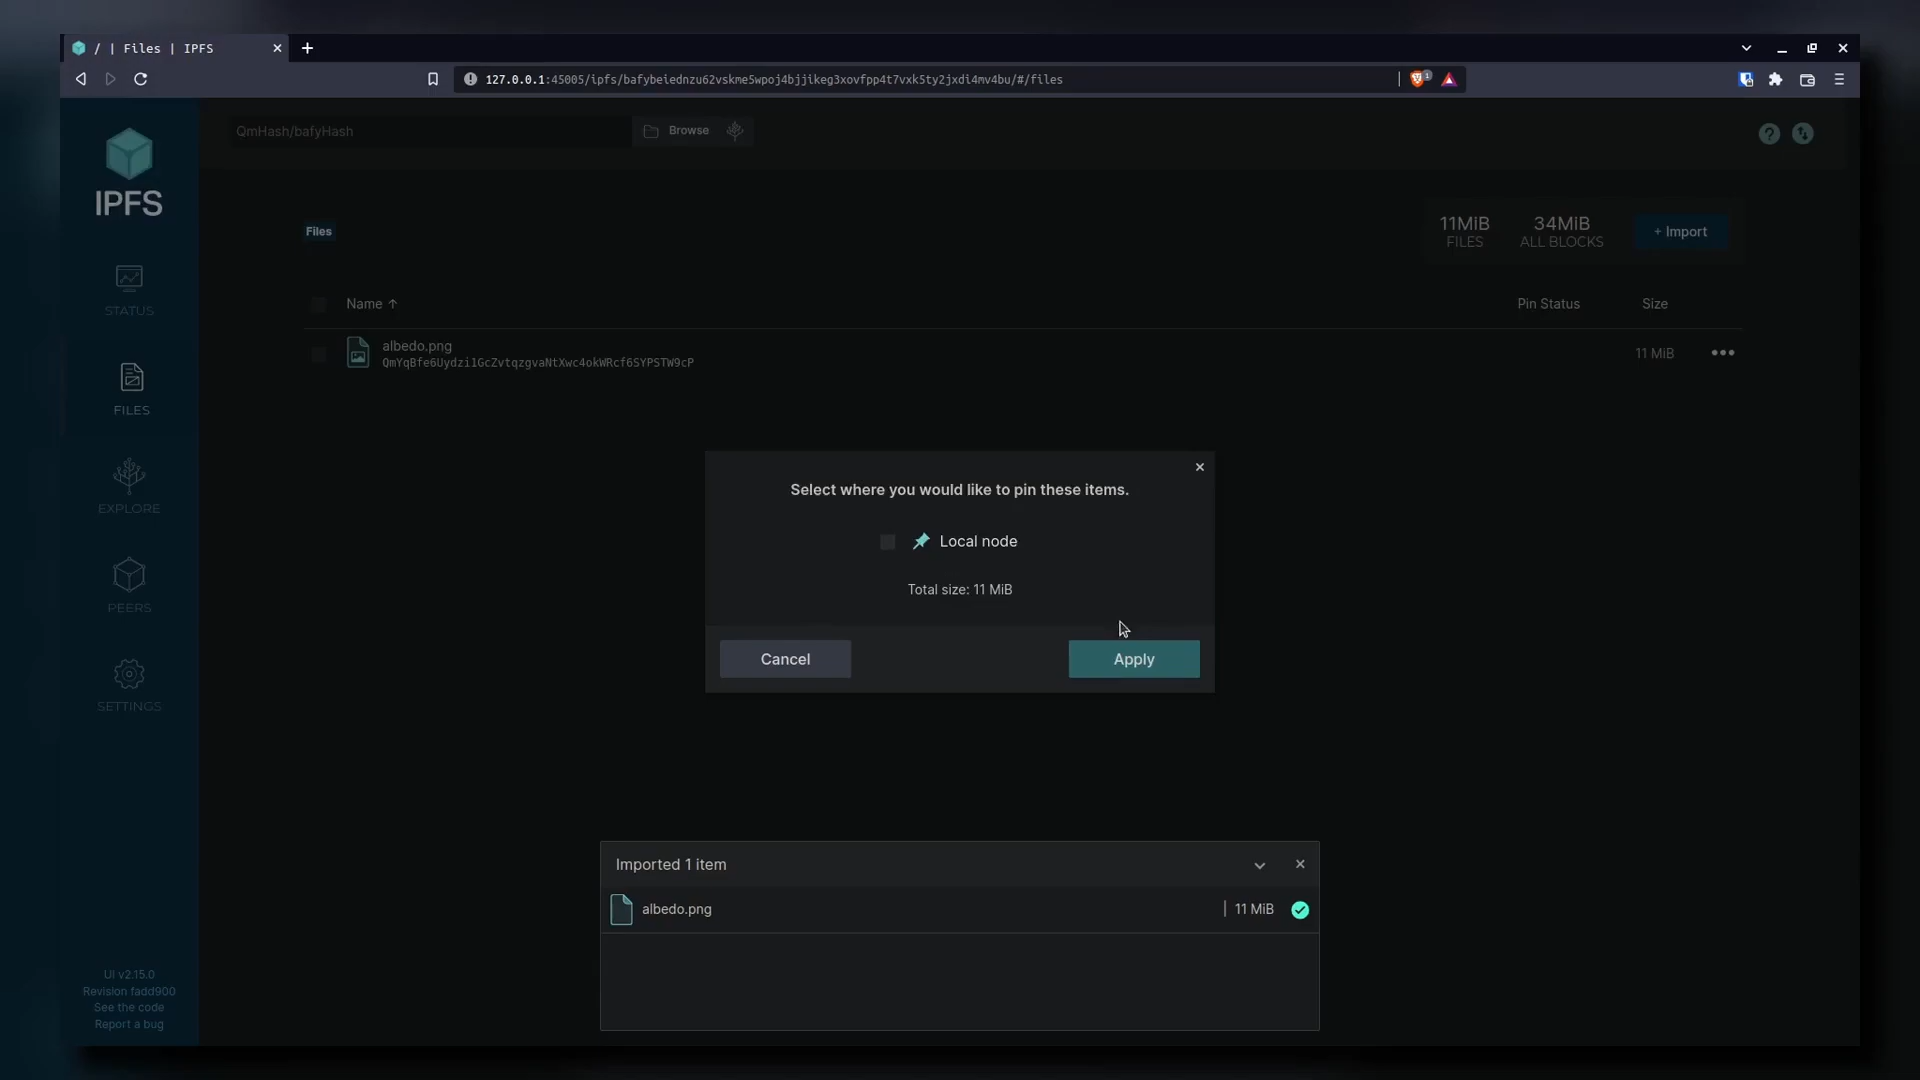 / | Files | IPFS
127.0.0.1:45005/ipfs/bafybeiednzu62vskme5wpoj4bjjikeg3xovfpp4t7vxk5ty2jxdi4mv4bu/#/files
1
IPFS
QmHash/bafyHash
Browse
?
Files
11MiB
FILES
34MiB
ALL BLOCKS
+ Import
STATUS
Name ↑
Pin Status
Size
albedo.png
QmYqBfe6Uydzi1GcZvtqzgvaNtXwc4okWRcf6SYPSTW9cP
11 MiB
FILES
EXPLORE
PEERS
SETTINGS
Select where you would like to pin these items.
Local node
Total size: 11 MiB
Cancel
Apply
Imported 1 item
albedo.png
| 11 MiB
UI v2.15.0
Revision fadd900
See the code
Report a bug